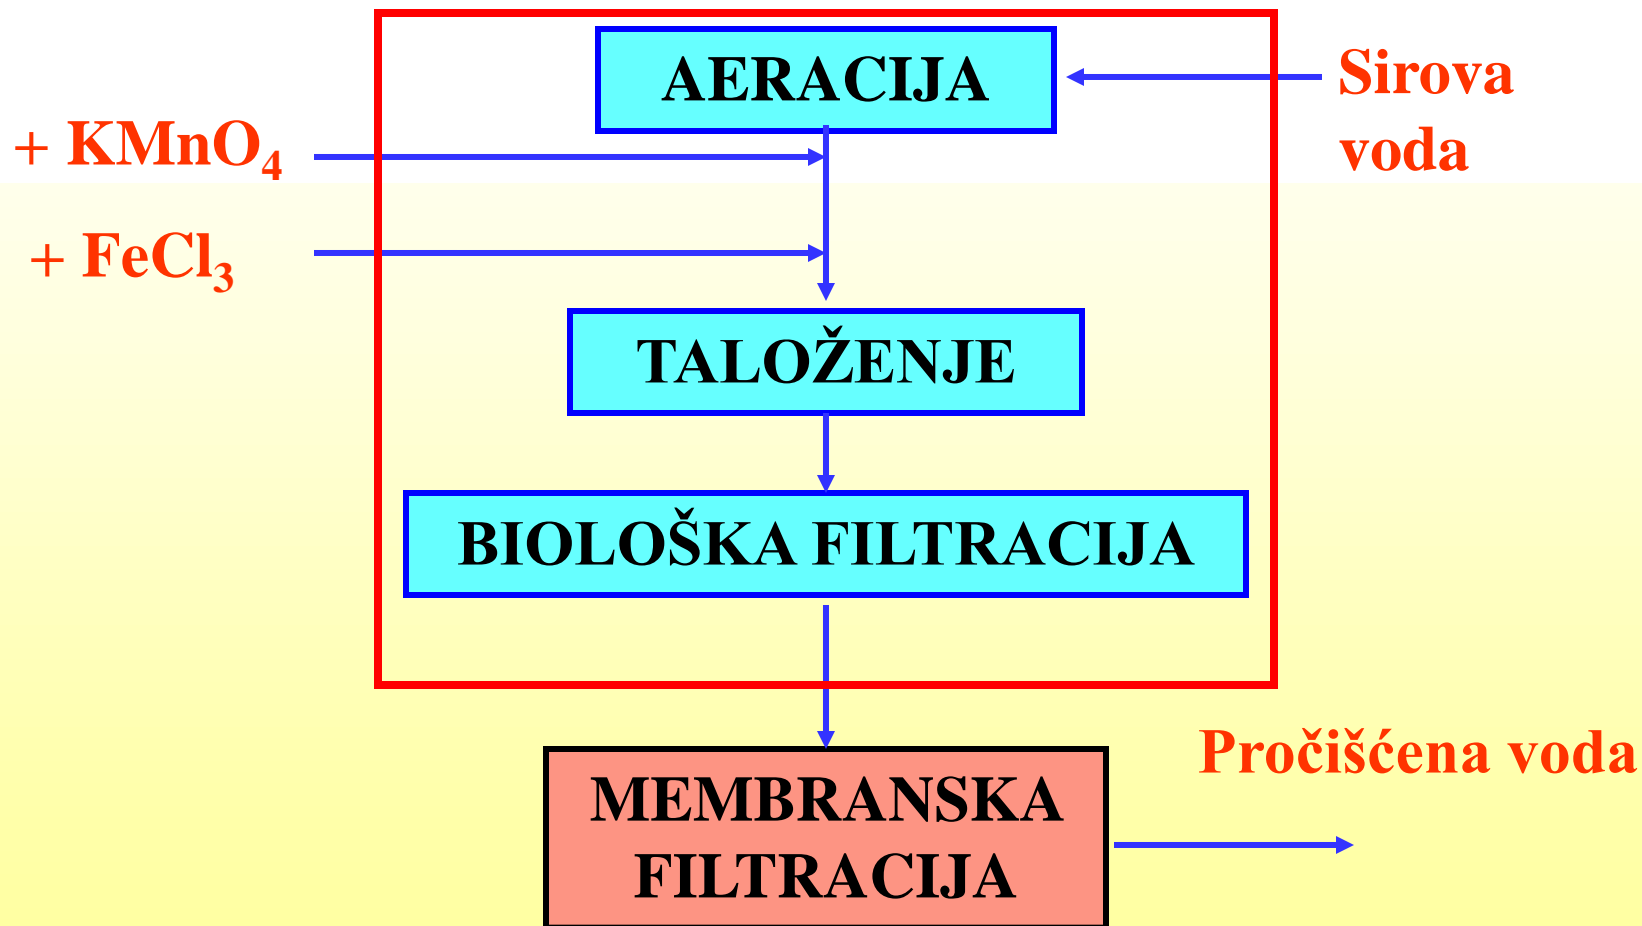 AERACIJA
Sirova
voda
+ KMnO₄
+ FeCl₃
TALOŽENJE
BIOLOŠKA FILTRACIJA
MEMBRANSKA
FILTRACIJA
Pročišćena voda